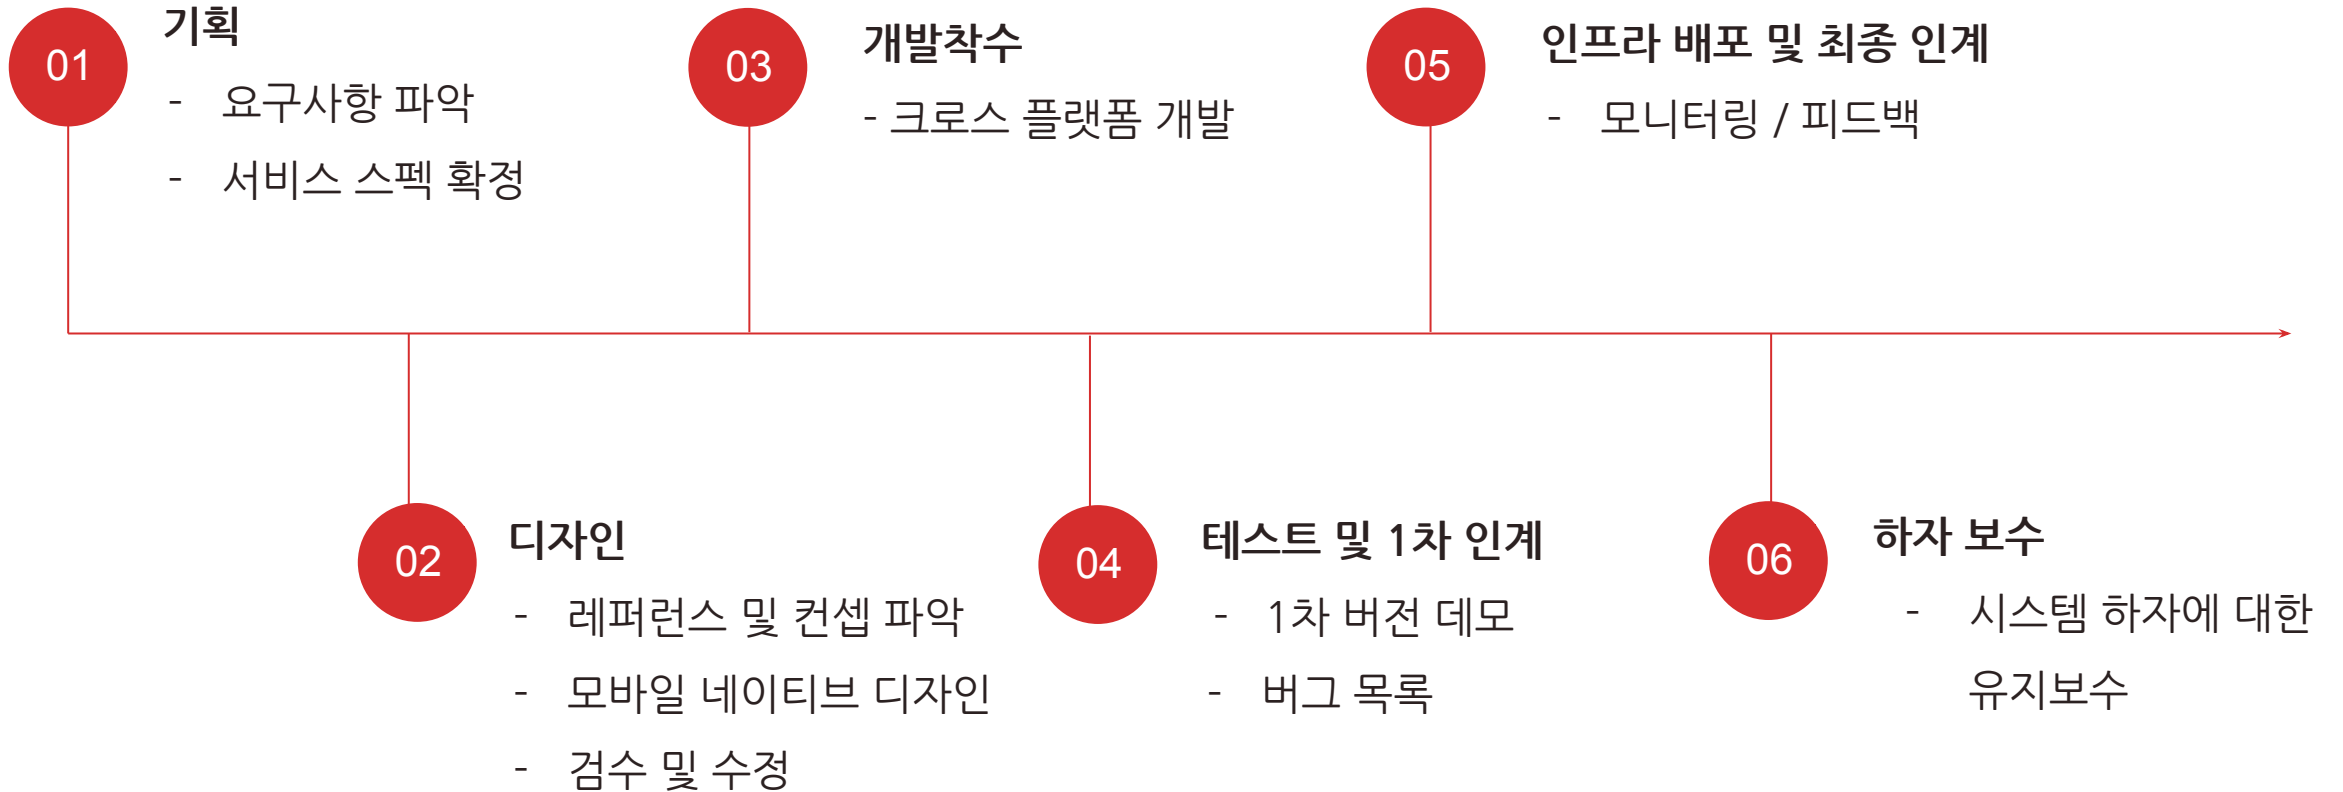 01
기획
- 요구사항 파악
- 서비스 스펙 확정
02
디자인
- 레퍼런스 및 컨셉 파악
- 모바일 네이티브 디자인
- 검수 및 수정
03
개발착수
- 크로스 플랫폼 개발
04
테스트 및 1차 인계
- 1차 버전 데모
- 버그 목록
05
인프라 배포 및 최종 인계
- 모니터링 / 피드백
06
하자 보수
- 시스템 하자에 대한
유지보수